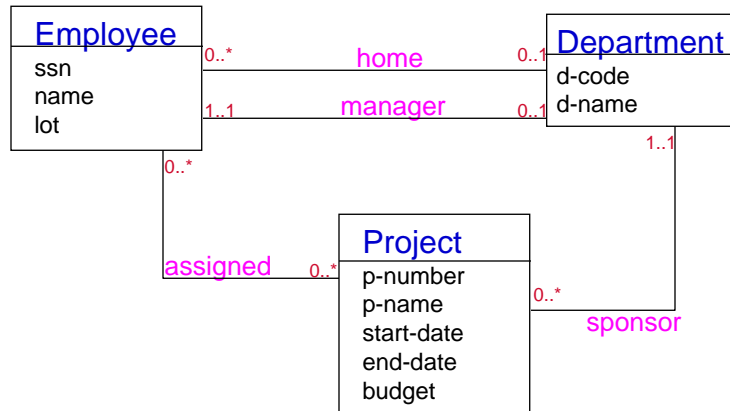 Employee
ssn
name
lot
0..*
home
0..1
1..1
manager
0..1
Department
d-code
d-name
0..*
1..1
assigned
0..*
Project
p-number
p-name
start-date
end-date
budget
0..*
sponsor